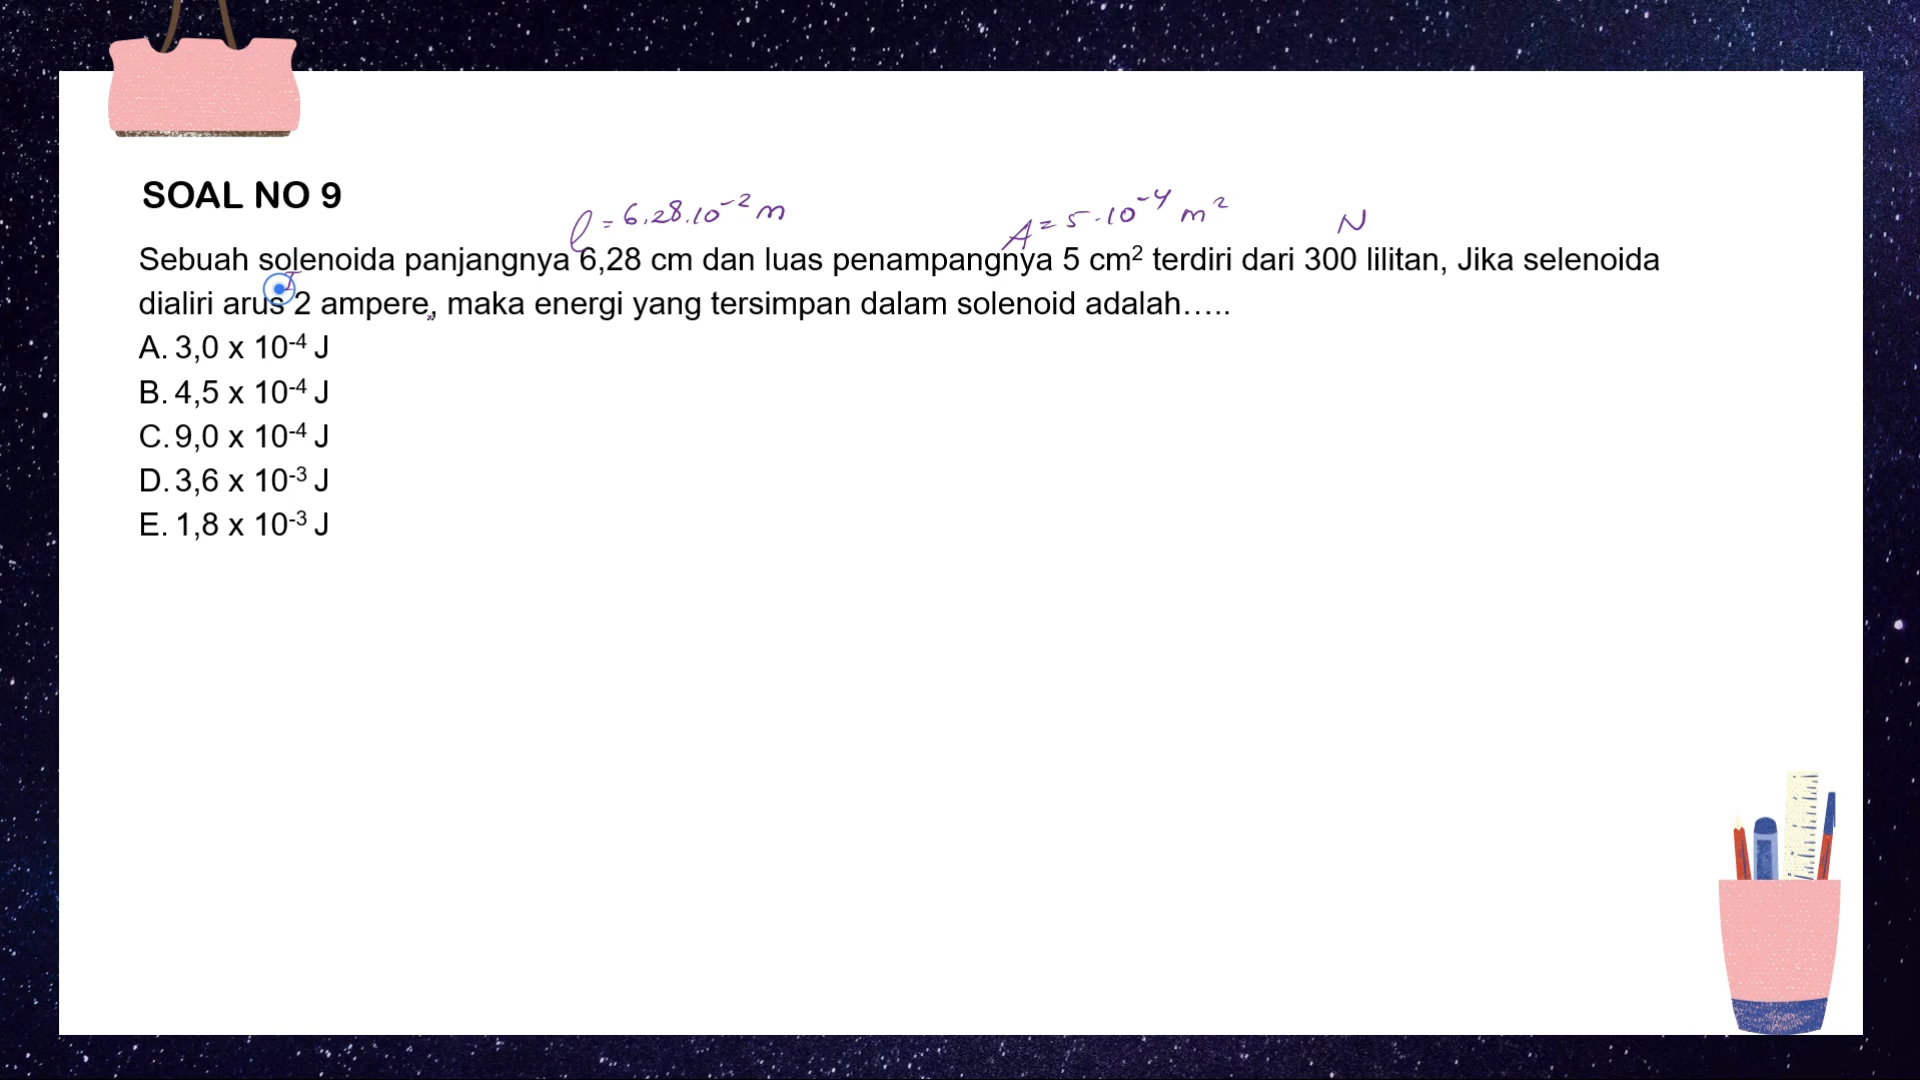 SOAL NO 9
l = 6,28.10⁻² m A = 5.10⁻⁴ m² N
Sebuah solenoida panjangnya 6,28 cm dan luas penampangnya 5 cm² terdiri dari 300 lilitan, Jika selenoida
I
dialiri arus 2 ampere, maka energi yang tersimpan dalam solenoid adalah…..
A. 3,0 x 10⁻⁴ J
B. 4,5 x 10⁻⁴ J
C. 9,0 x 10⁻⁴ J
D. 3,6 x 10⁻³ J
E. 1,8 x 10⁻³ J